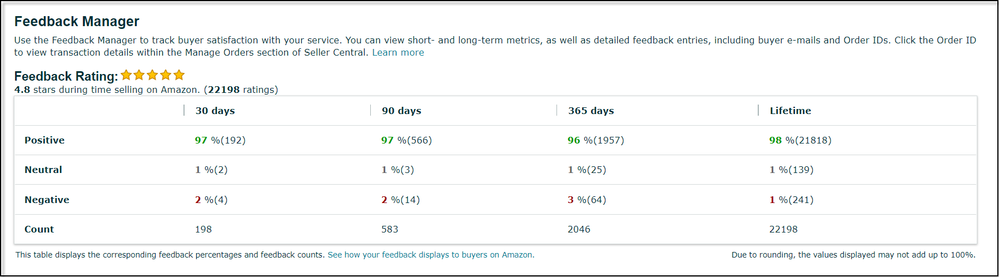 Feedback Manager
Use the Feedback Manager to track buyer satisfaction with your service. You can view short- and long-term metrics, as well as detailed feedback entries, including buyer e-mails and Order IDs. Click the Order ID
to view transaction details within the Manage Orders section of Seller Central. Learn more
Feedback Rating:
4.8 stars during time selling on Amazon. (22198 ratings)
30 days 90 days 365 days Lifetime
Positive 97 %(192) 97 %(566) 96 %(1957) 98 %(21818)
Neutral 1 %(2) 1 %(3) 1 %(25) 1 %(139)
Negative 2 %(4) 2 %(14) 3 %(64) 1 %(241)
Count 198 583 2046 22198
This table displays the corresponding feedback percentages and feedback counts. See how your feedback displays to buyers on Amazon. Due to rounding, the values displayed may not add up to 100%.